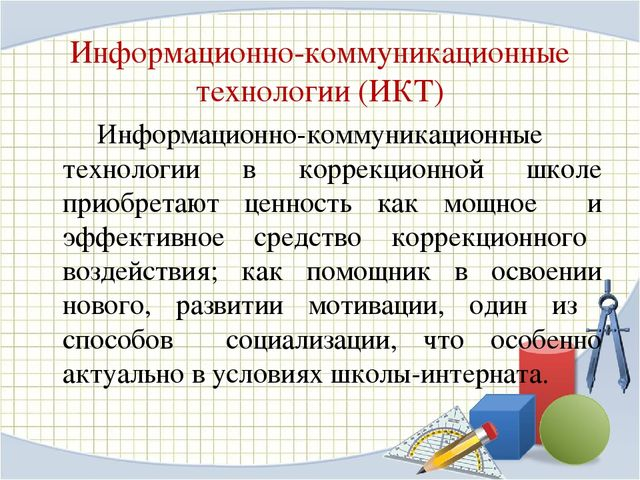 Информационно-коммуникационные
технологии (ИКТ)
Информационно-коммуникационные
технологии в коррекционной школе
приобретают ценность как мощное и
эффективное средство коррекционного
воздействия; как помощник в освоении
нового, развитии мотивации, один из
способов социализации, что особенно
актуально в условиях школы-интерната.